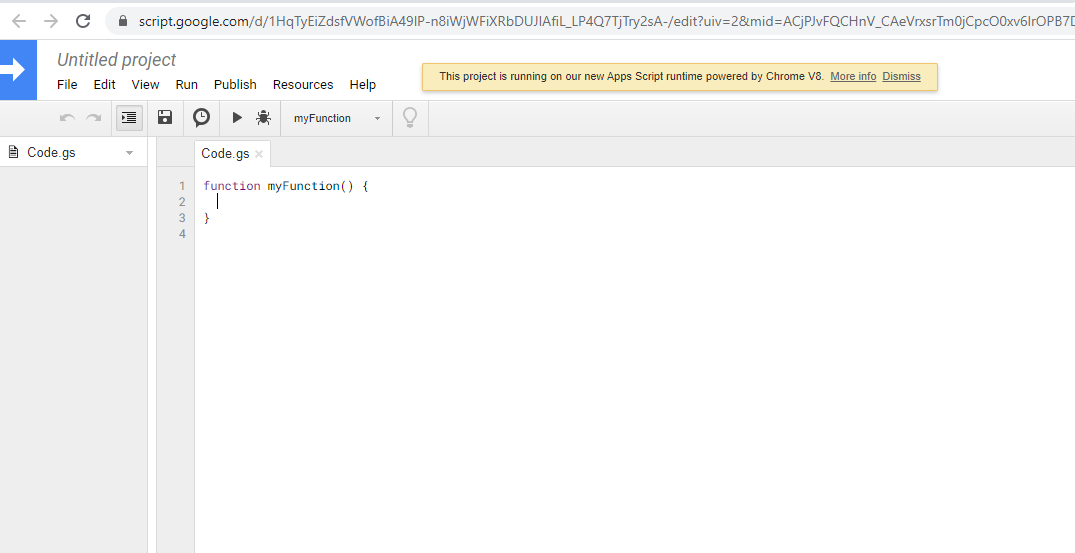 script.google.com/d/1HqTyEiZdsfVWofBiA49IP-n8iWjWFiXRbDUJIAfiL_LP4Q7TjTry2sA-/edit?uiv=2&mid=ACjPJvFQCHnV_CAeVrxsrTm0jCpcO0xv6lrOPB7D
Untitled project
File Edit View Run Publish Resources Help
This project is running on our new Apps Script runtime powered by Chrome V8. More info Dismiss
myFunction
Code.gs
Code.gs ×
1 function myFunction() {
2
3 }
4